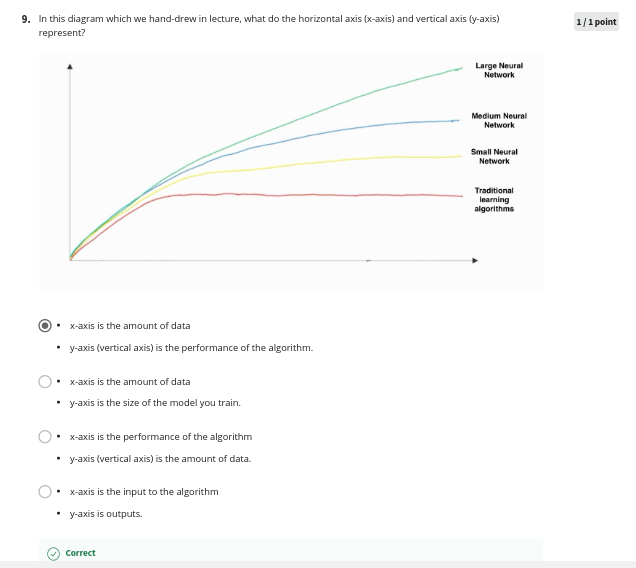 9. In this diagram which we hand-drew in lecture, what do the horizontal axis (x-axis) and vertical axis (y-axis)
represent?
1 / 1 point
Large Neural
Network
Medium Neural
Network
Small Neural
Network
Traditional
learning
algorithms
• x-axis is the amount of data
• y-axis (vertical axis) is the performance of the algorithm.
• x-axis is the amount of data
• y-axis is the size of the model you train.
• x-axis is the performance of the algorithm
• y-axis (vertical axis) is the amount of data.
• x-axis is the input to the algorithm
• y-axis is outputs.
Correct